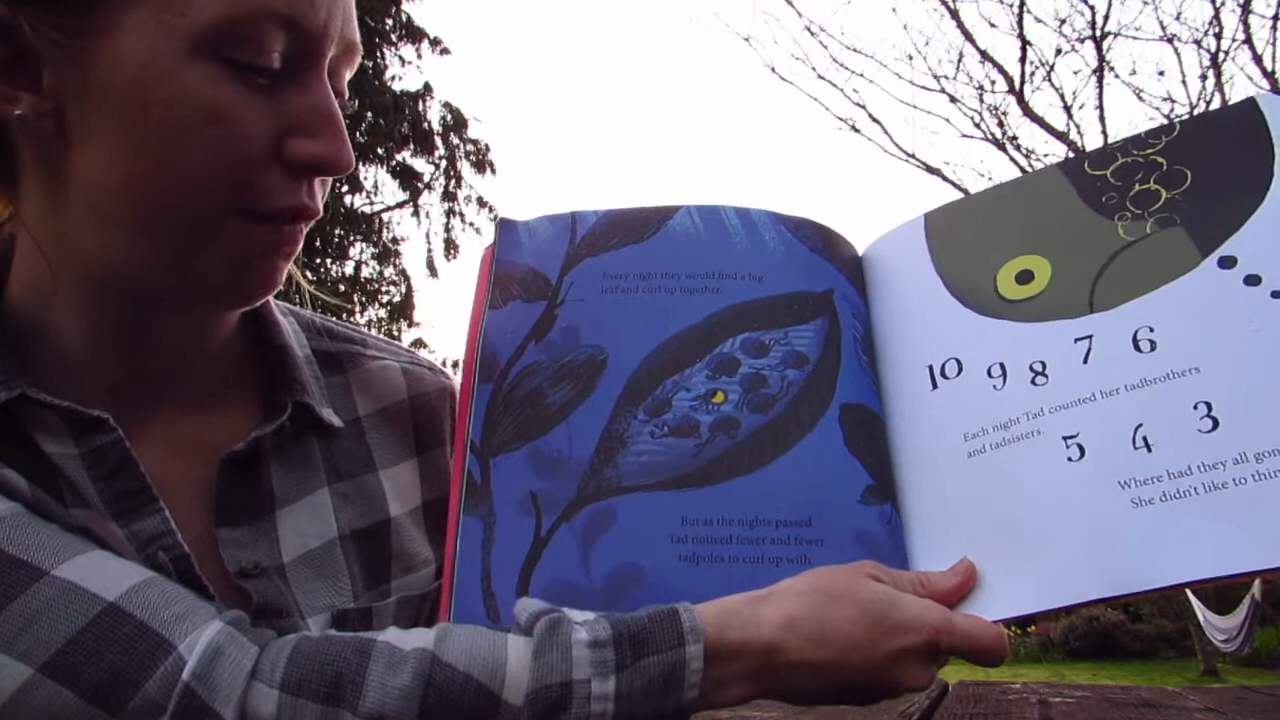 Every night they would find a big
leaf and curl up together.
But as the nights passed,
Tad noticed fewer and fewer
tadpoles to curl up with.
10 9 8 7 6
Each night Tad counted her tadbrothers
and tadsisters.
5 4 3
Where had they all
She didn't like to